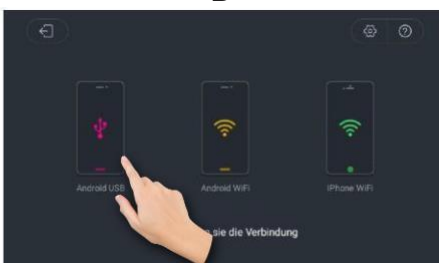 Android USB
Android WiFi
IPhone WiFi
sie die Verbindung